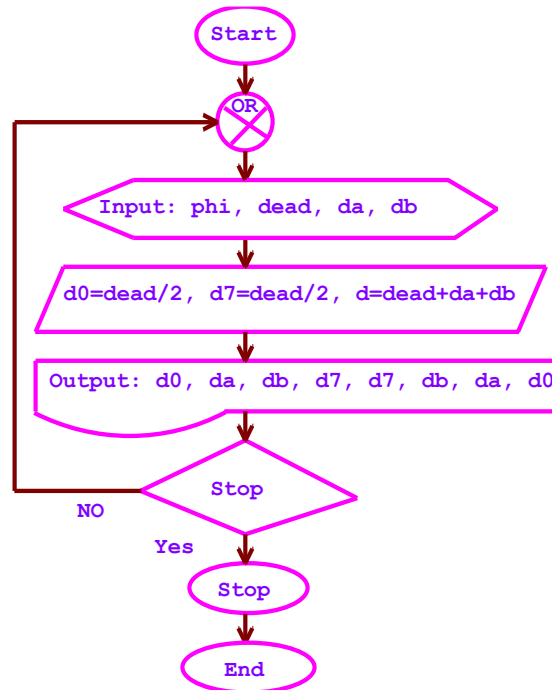 Start
OR
Input: phi, dead, da, db
d0=dead/2, d7=dead/2, d=dead+da+db
Output: d0, da, db, d7, d7, db, da, d0
Stop
NO
Yes
Stop
End